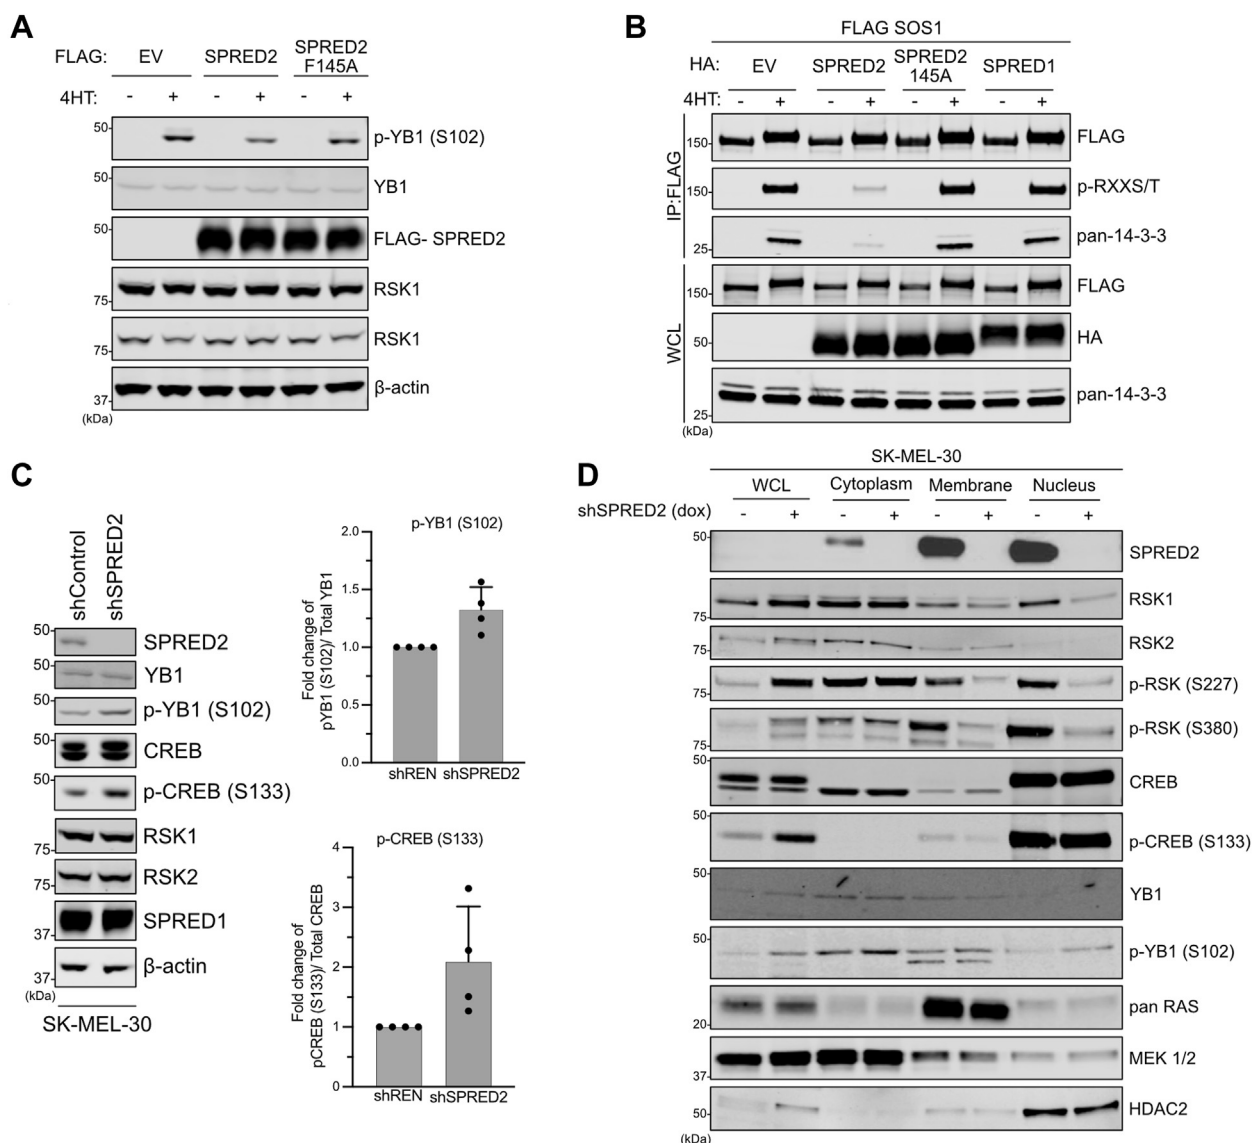 A
FLAG: EV SPRED2 SPRED2 F145A
4HT: - + - + - +
50 p-YB1 (S102)
50 YB1
50 FLAG- SPRED2
75 RSK1
75 RSK1
37 β-actin
(kDa)
B
FLAG SOS1
HA: EV SPRED2 SPRED2 145A SPRED1
4HT: - + - + - + - +
IP:FLAG
150 FLAG
150 p-RXXS/T
25 pan-14-3-3
WCL
150 FLAG
50 HA
25 pan-14-3-3
(kDa)
C
shControl
shSPRED2
50 SPRED2
50 YB1
50 p-YB1 (S102)
50 CREB
50 p-CREB (S133)
75 RSK1
75 RSK2
37 SPRED1
37 β-actin
(kDa)
SK-MEL-30
p-YB1 (S102)
Fold change of
pYB1 (S102)/ Total YB1
2.0
1.5
1.0
0.5
0.0
shREN shSPRED2
p-CREB (S133)
Fold change of
pCREB (S133)/ Total CREB
4
3
2
1
0
shREN shSPRED2
D
SK-MEL-30
WCL Cytoplasm Membrane Nucleus
shSPRED2 (dox) - + - + - + - +
50 SPRED2
75 RSK1
75 RSK2
75 p-RSK (S227)
75 p-RSK (S380)
50 CREB
50 p-CREB (S133)
50 YB1
50 p-YB1 (S102)
20 pan RAS
37 MEK 1/2
50 HDAC2
(kDa)